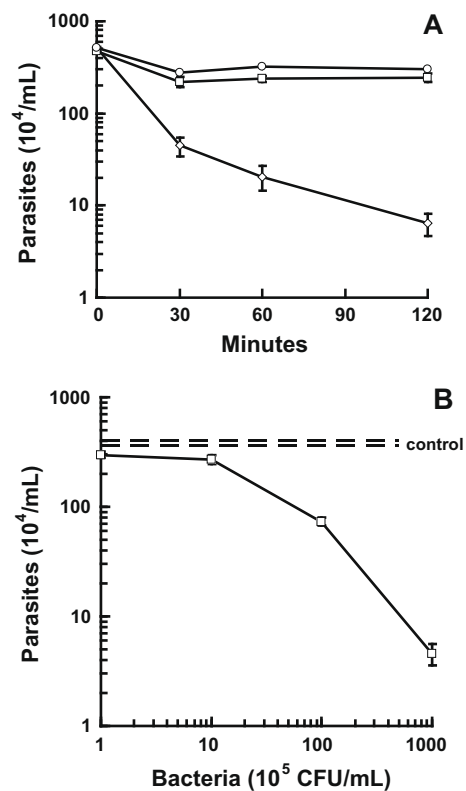 A
1000
100
10
1
Parasites (10⁴/mL)
0 30 60 90 120
Minutes
B
1000
100
10
1
control
Parasites (10⁴/mL)
1 10 100 1000
Bacteria (10⁵ CFU/mL)